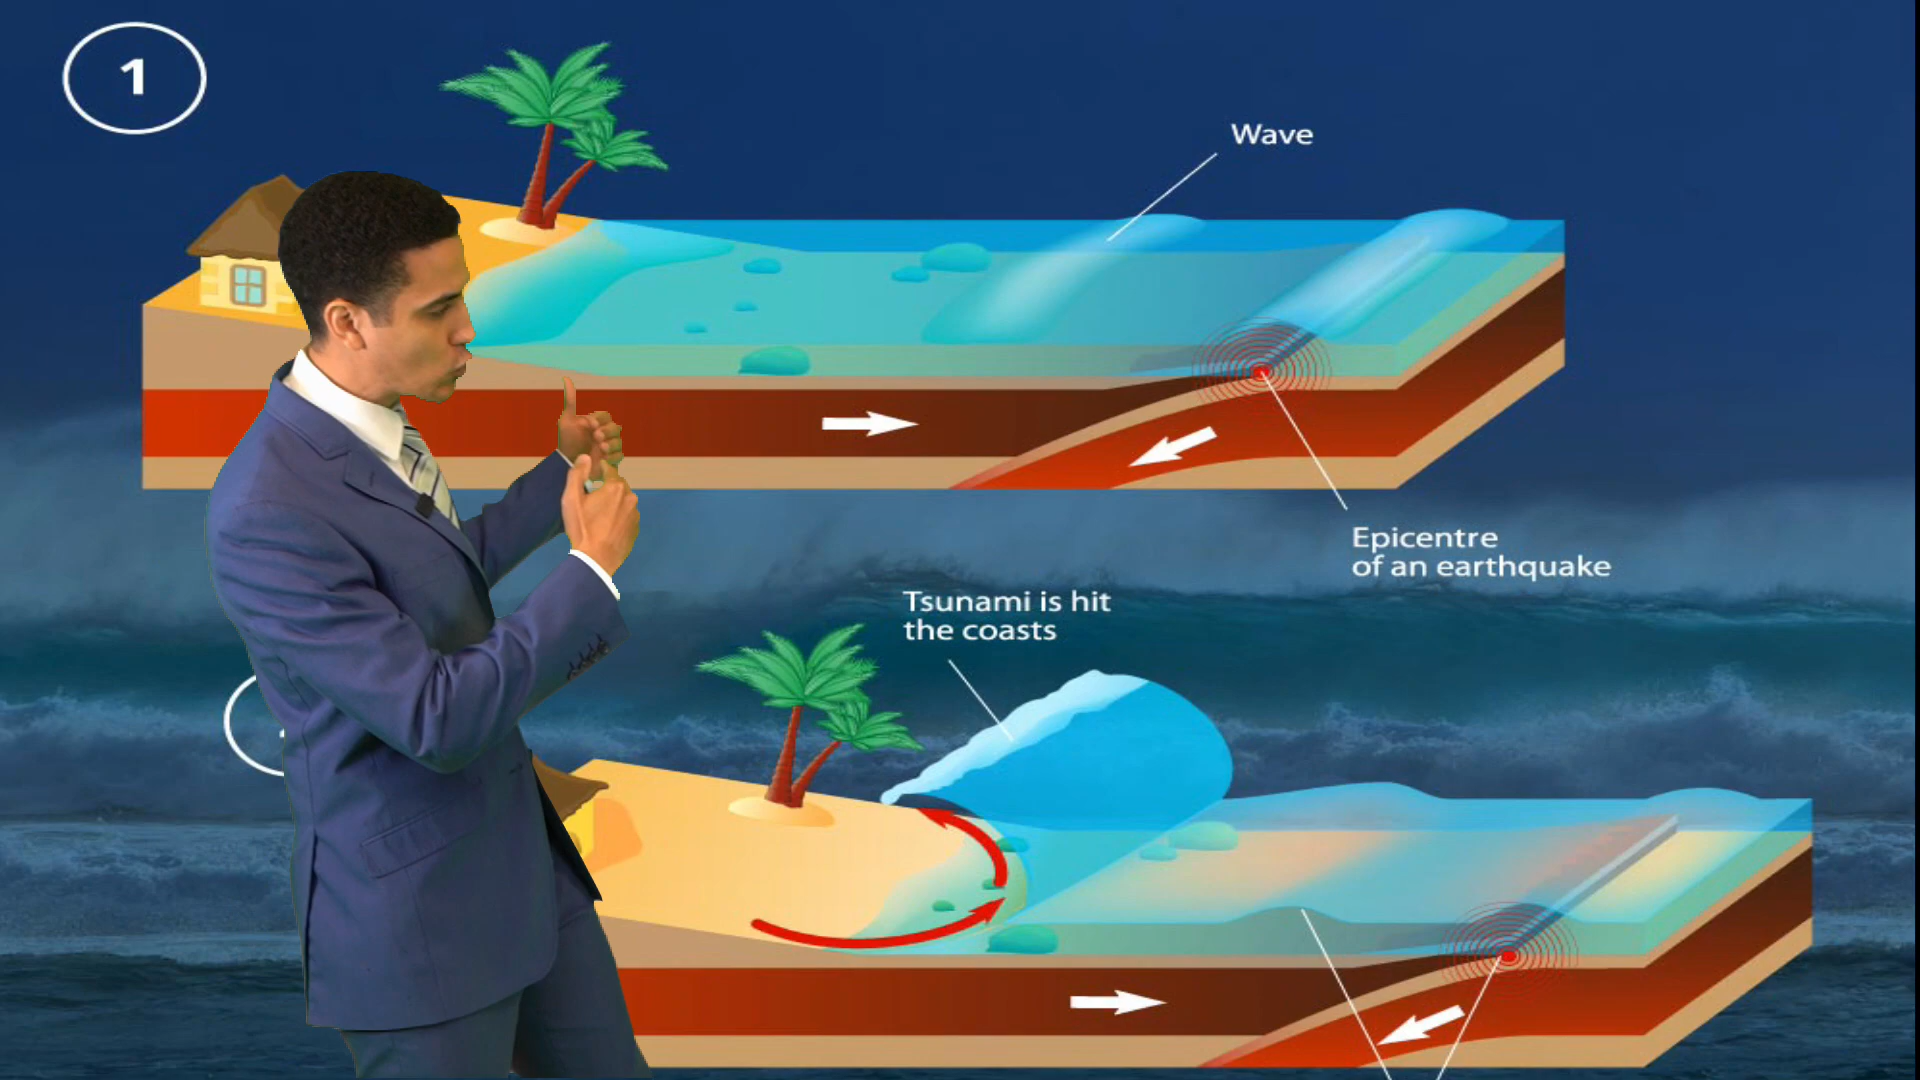 1
Wave
Epicentre
of an earthquake
Tsunami is hit
the coasts